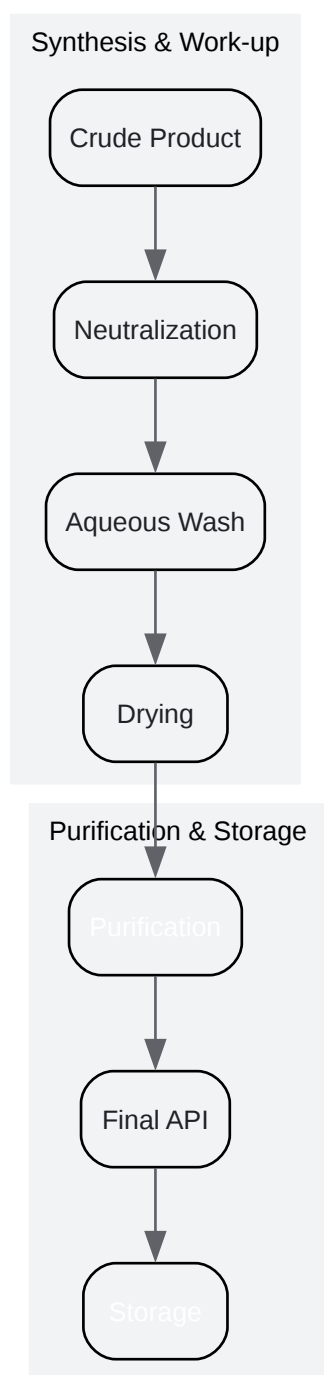 Synthesis & Work-up
Crude Product
Neutralization
Aqueous Wash
Drying
Purification & Storage
Purification
Final API
Storage